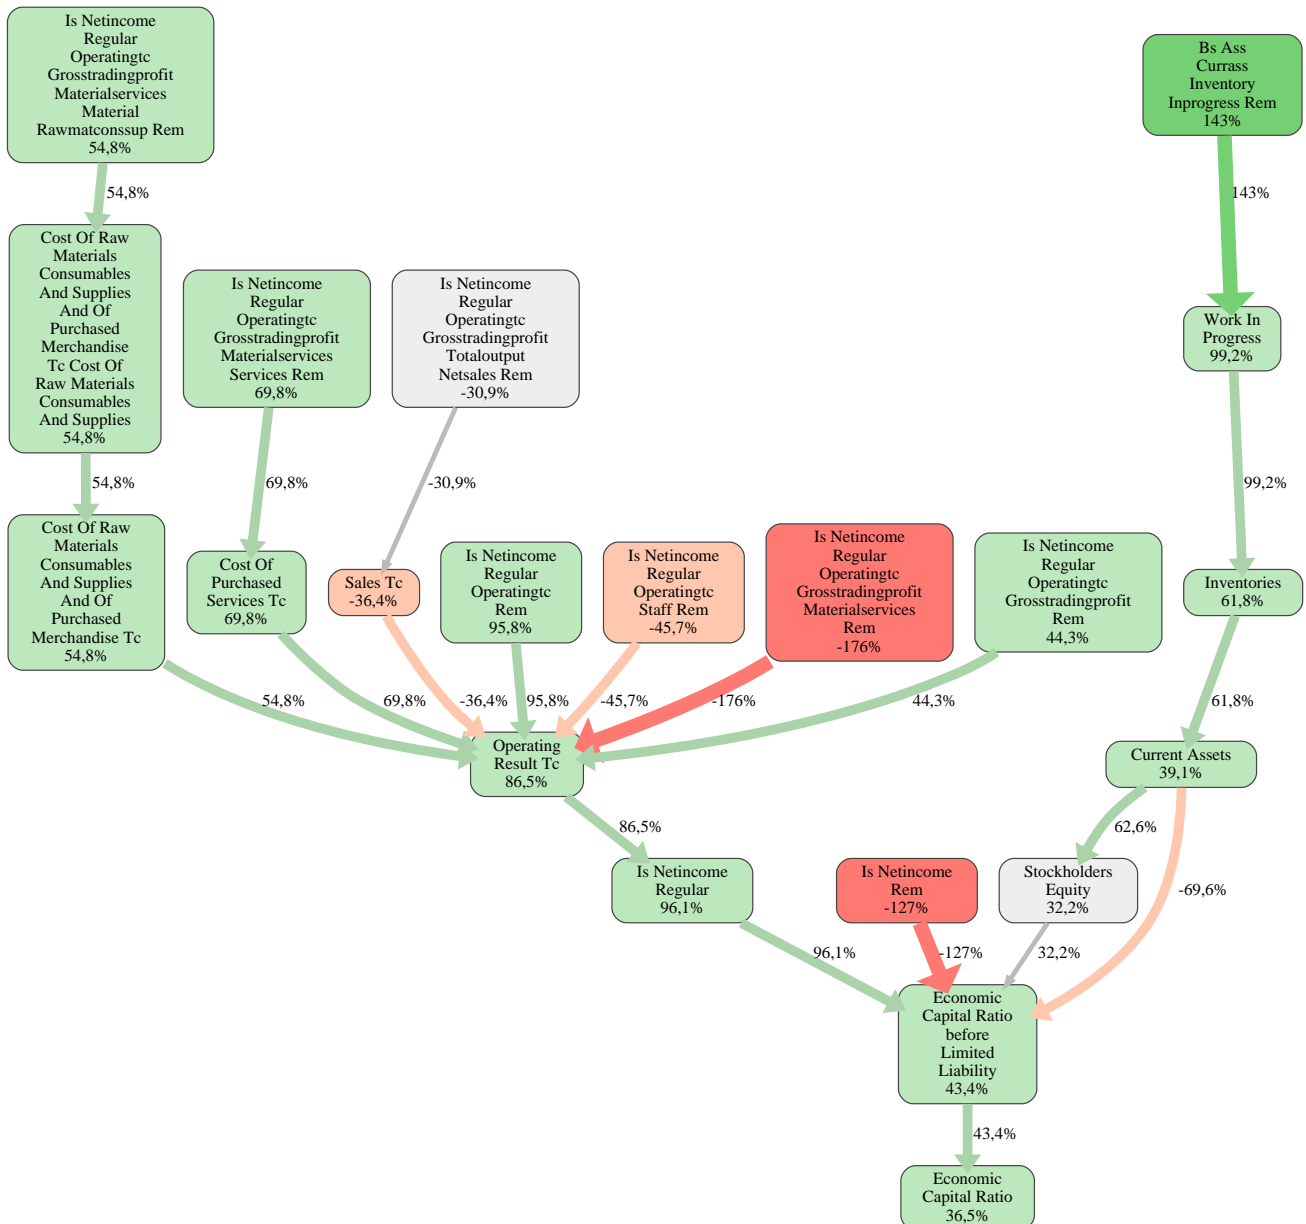 Is Netincome
Regular
Operatingtc
Grosstradingprofit
Materialservices
Material
Rawmatconssup Rem
54,8%
Bs Ass
Currass
Inventory
Inprogress Rem
143%
54,8%
143%
Cost Of Raw
Materials
Consumables
And Supplies
And Of
Purchased
Merchandise
Tc Cost Of
Raw Materials
Consumables
And Supplies
54,8%
Is Netincome
Regular
Operatingtc
Grosstradingprofit
Materialservices
Services Rem
69,8%
Is Netincome
Regular
Operatingtc
Grosstradingprofit
Totaloutput
Netsales Rem
-30,9%
Work In
Progress
99,2%
54,8%
69,8%
-30,9%
99,2%
Cost Of Raw
Materials
Consumables
And Supplies
And Of
Purchased
Merchandise Tc
54,8%
Cost Of
Purchased
Services Tc
69,8%
Sales Tc
-36,4%
Is Netincome
Regular
Operatingtc
Rem
95,8%
Is Netincome
Regular
Operatingtc
Staff Rem
-45,7%
Is Netincome
Regular
Operatingtc
Grosstradingprofit
Materialservices
Rem
-176%
Is Netincome
Regular
Operatingtc
Grosstradingprofit
Rem
44,3%
Inventories
61,8%
54,8%
69,8%
-36,4%
95,8%
-45,7%
-176%
44,3%
61,8%
Operating
Result Tc
86,5%
Current Assets
39,1%
86,5%
62,6%
-69,6%
Is Netincome
Regular
96,1%
Is Netincome
Rem
-127%
Stockholders
Equity
32,2%
96,1%
-127%
32,2%
Economic
Capital Ratio
before
Limited
Liability
43,4%
43,4%
Economic
Capital Ratio
36,5%